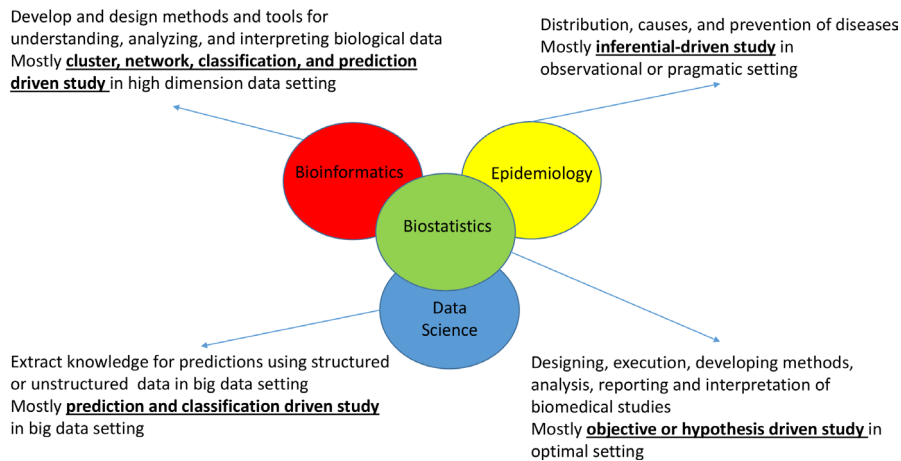 Develop and design methods and tools for
understanding, analyzing, and interpreting biological data
Mostly cluster, network, classification, and prediction
driven study in high dimension data setting
Distribution, causes, and prevention of diseases
Mostly inferential-driven study in
observational or pragmatic setting
Bioinformatics
Epidemiology
Biostatistics
Data
Science
Extract knowledge for predictions using structured
or unstructured data in big data setting
Mostly prediction and classification driven study
in big data setting
Designing, execution, developing methods,
analysis, reporting and interpretation of
biomedical studies
Mostly objective or hypothesis driven study in
optimal setting